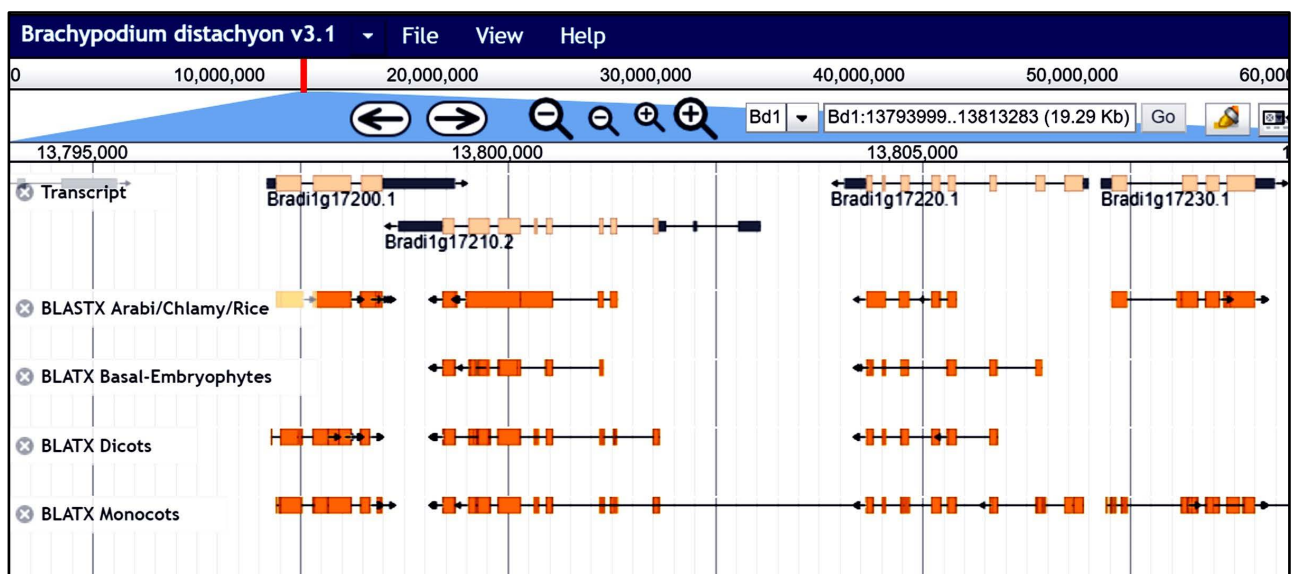 Brachypodium distachyon v3.1 File View Help
0 10,000,000 20,000,000 30,000,000 40,000,000 50,000,000 60,00
Bd1 Bd1:13793999..13813283 (19.29 Kb) Go
13,795,000 13,800,000 13,805,000 1
Transcript
Bradi1g17200.1 Bradi1g17220.1 Bradi1g17230.1
Bradi1g17210.2
BLASTX Arabi/Chlamy/Rice
BLATX Basal-Embryophytes
BLATX Dicots
BLATX Monocots